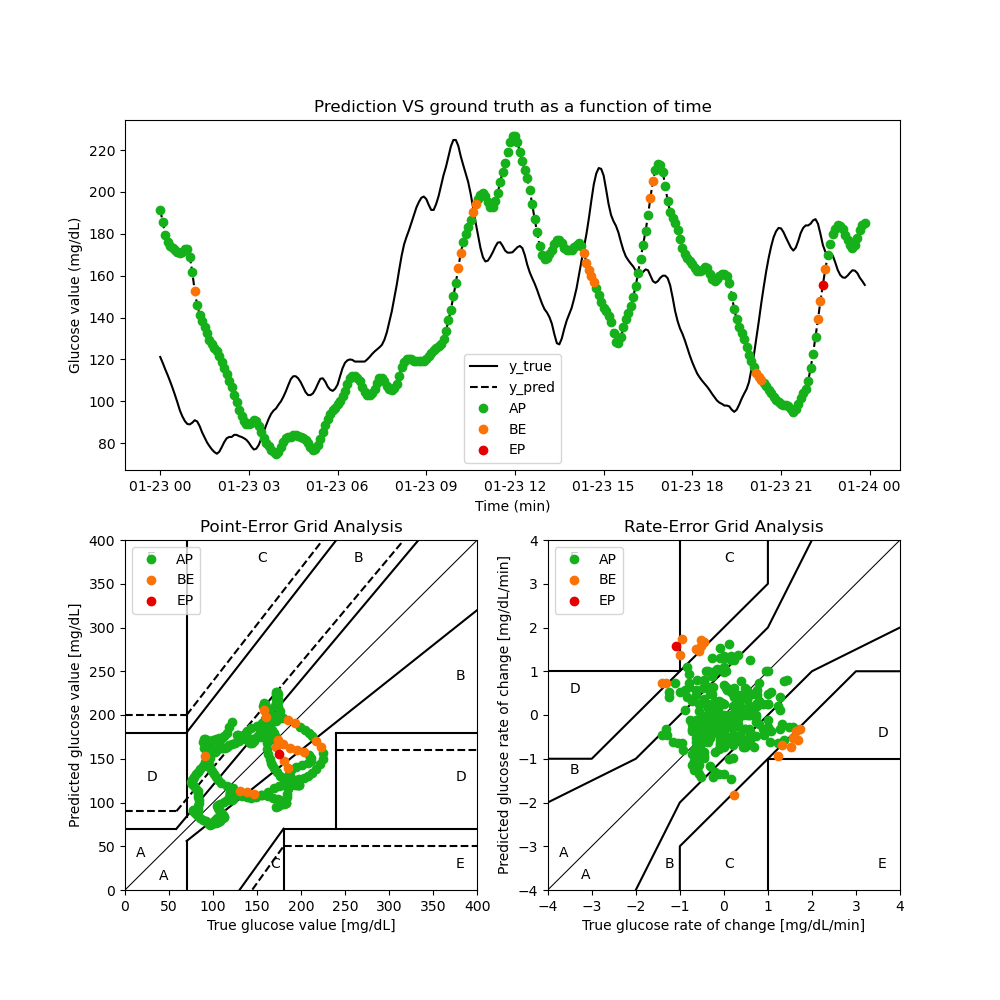 Prediction VS ground truth as a function of time
Glucose value (mg/dL)
220
200
180
160
140
120
100
80
y_true
y_pred
AP
BE
EP
01-23 00 01-23 03 01-23 06 01-23 09 01-23 12 01-23 15 01-23 18 01-23 21 01-24 00
Time (min)
Point-Error Grid Analysis
Predicted glucose value [mg/dL]
400
350
300
250
200
150
100
50
0
AP
BE
EP
C
B
B
D
D
A
A
C
E
0 50 100 150 200 250 300 350 400
True glucose value [mg/dL]
Rate-Error Grid Analysis
Predicted glucose rate of change [mg/dL/min]
4
3
2
1
0
−1
−2
−3
−4
AP
BE
EP
C
D
D
B
A
A
B
C
E
−4 −3 −2 −1 0 1 2 3 4
True glucose rate of change [mg/dL/min]